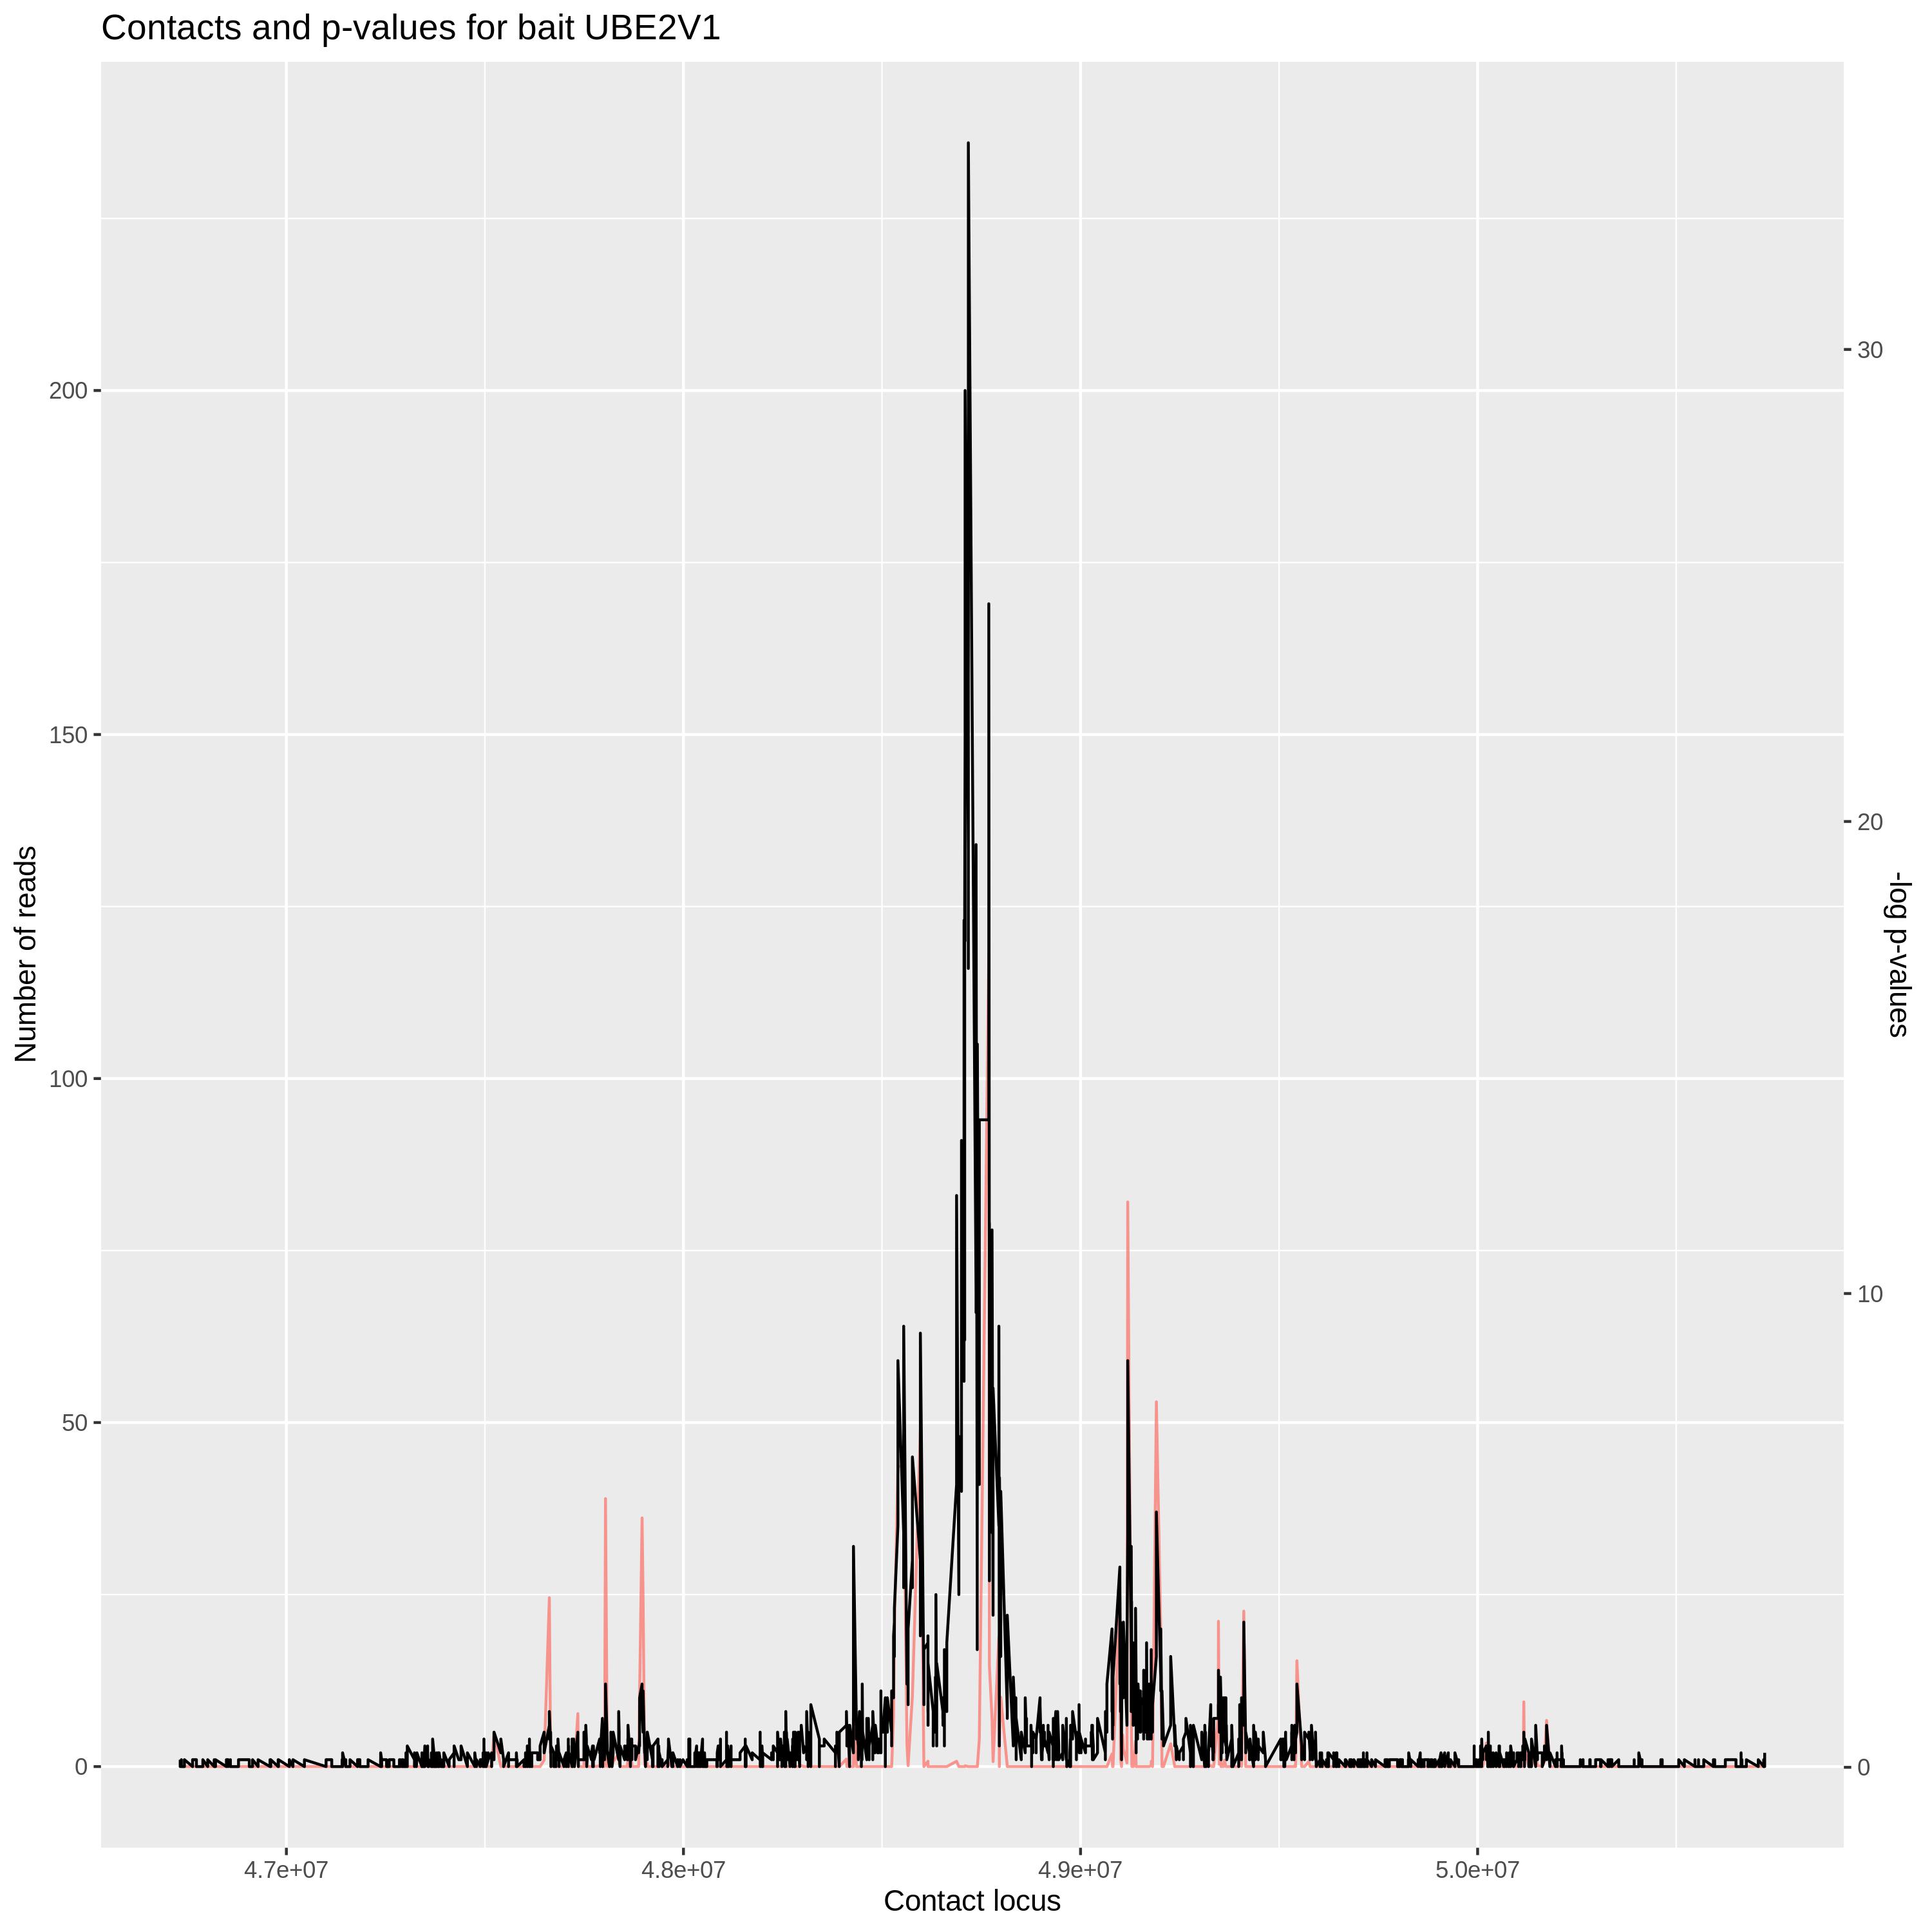 Contacts and p-values for bait UBE2V1
200
150
100
50
0
Number of reads
30
20
10
0
-log p-values
4.7e+07
4.8e+07
4.9e+07
5.0e+07
Contact locus